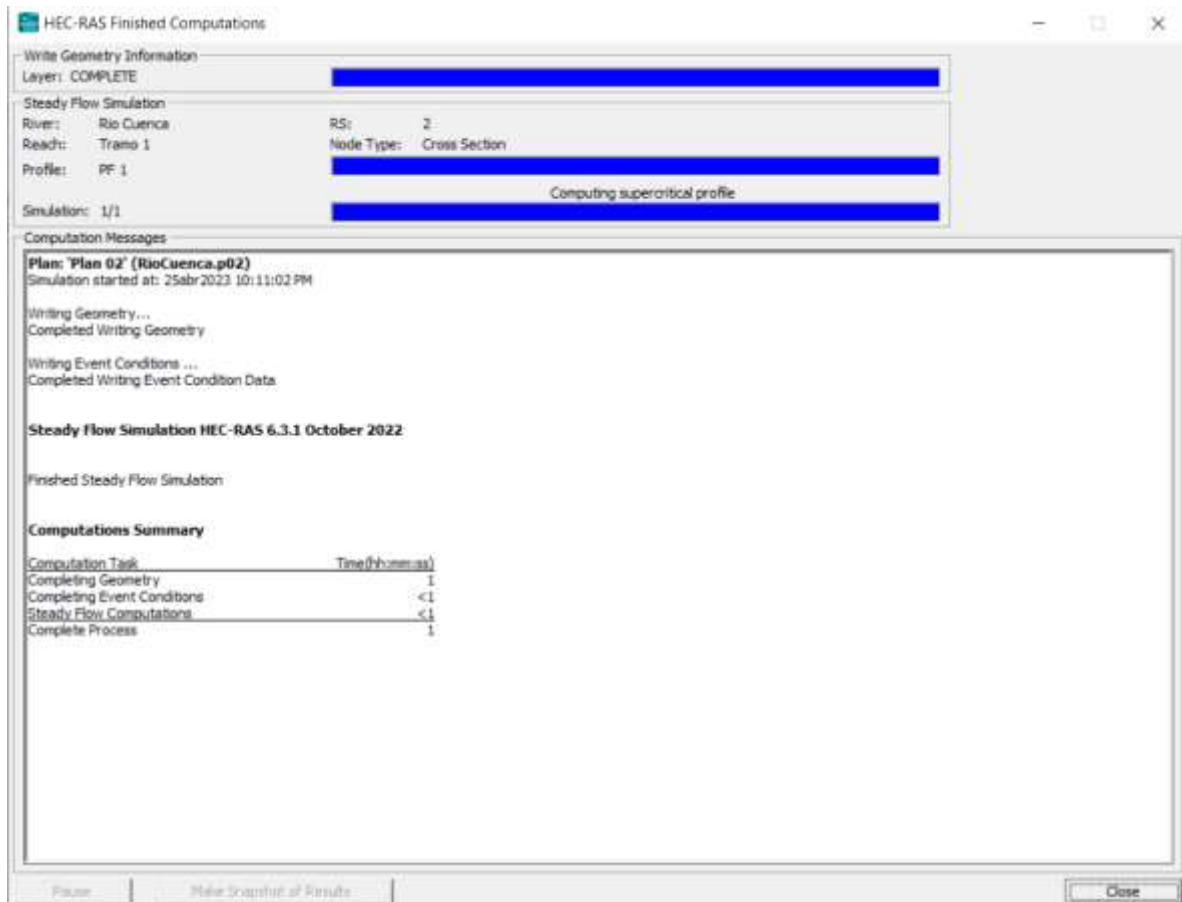 HEC-RAS Finished Computations
Write Geometry Information
Layer: COMPLETE
Steady Flow Simulation
River: Rio Cuenca RS: 2
Reach: Tramo 1 Node Type: Cross Section
Profile: PF 1
Computing supercritical profile
Simulation: 1/1
Computation Messages
Plan: 'Plan 02' (RioCuenca.p02)
Simulation started at: 25abr2023 10:11:02 PM
Writing Geometry...
Completed Writing Geometry
Writing Event Conditions ...
Completed Writing Event Condition Data
Steady Flow Simulation HEC-RAS 6.3.1 October 2022
Finished Steady Flow Simulation
Computations Summary
Computation Task Time(hh:mm:ss)
Completing Geometry 1
Completing Event Conditions <1
Steady Flow Computations <1
Complete Process 1
Pause Make Snapshot of Results Close